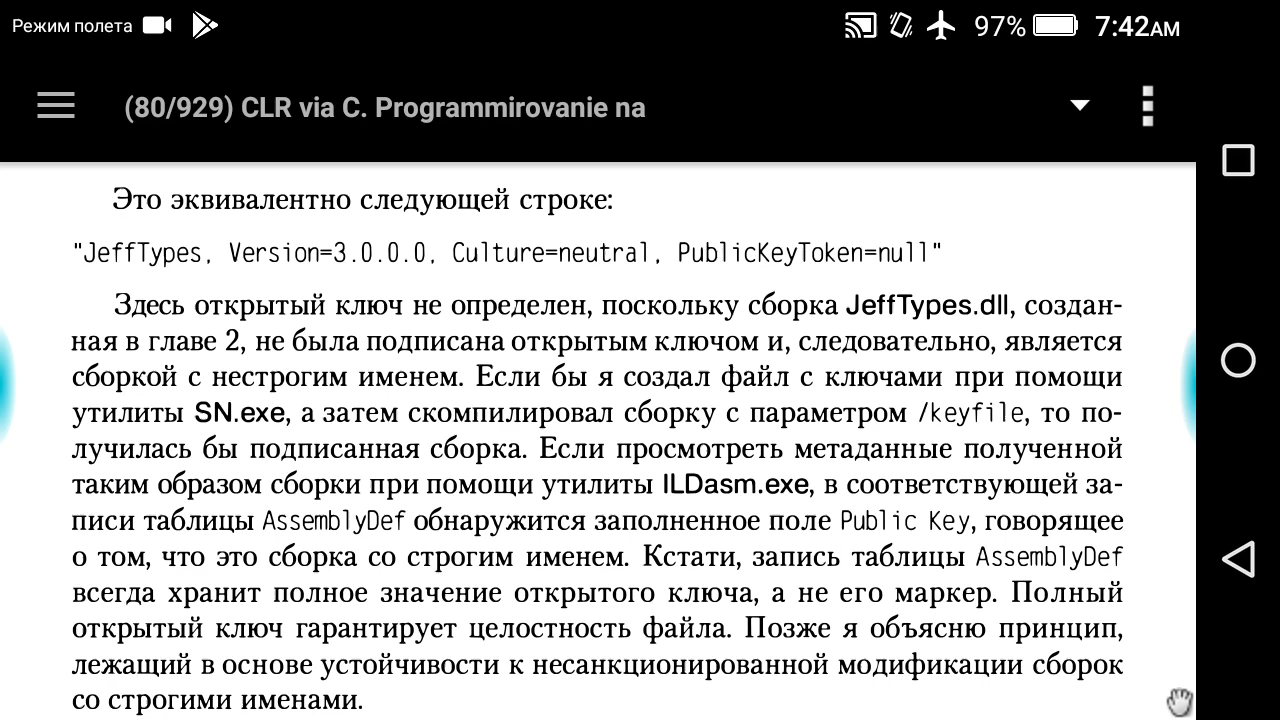 Режим полета
97% 7:42AM
(80/929) CLR via C. Programmirovanie na
Это эквивалентно следующей строке:
"JeffTypes, Version=3.0.0.0, Culture=neutral, PublicKeyToken=null"
Здесь открытый ключ не определен, поскольку сборка JeffTypes.dll, создан-
ная в главе 2, не была подписана открытым ключом и, следовательно, является
сборкой с нестрогим именем. Если бы я создал файл с ключами при помощи
утилиты SN.exe, а затем скомпилировал сборку с параметром /keyfile, то по-
лучилась бы подписанная сборка. Если просмотреть метаданные полученной
таким образом сборки при помощи утилиты ILDasm.exe, в соответствующей за-
писи таблицы AssemblyDef обнаружится заполненное поле Public Key, говорящее
о том, что это сборка со строгим именем. Кстати, запись таблицы AssemblyDef
всегда хранит полное значение открытого ключа, а не его маркер. Полный
открытый ключ гарантирует целостность файла. Позже я объясню принцип,
лежащий в основе устойчивости к несанкционированной модификации сборок
со строгими именами.